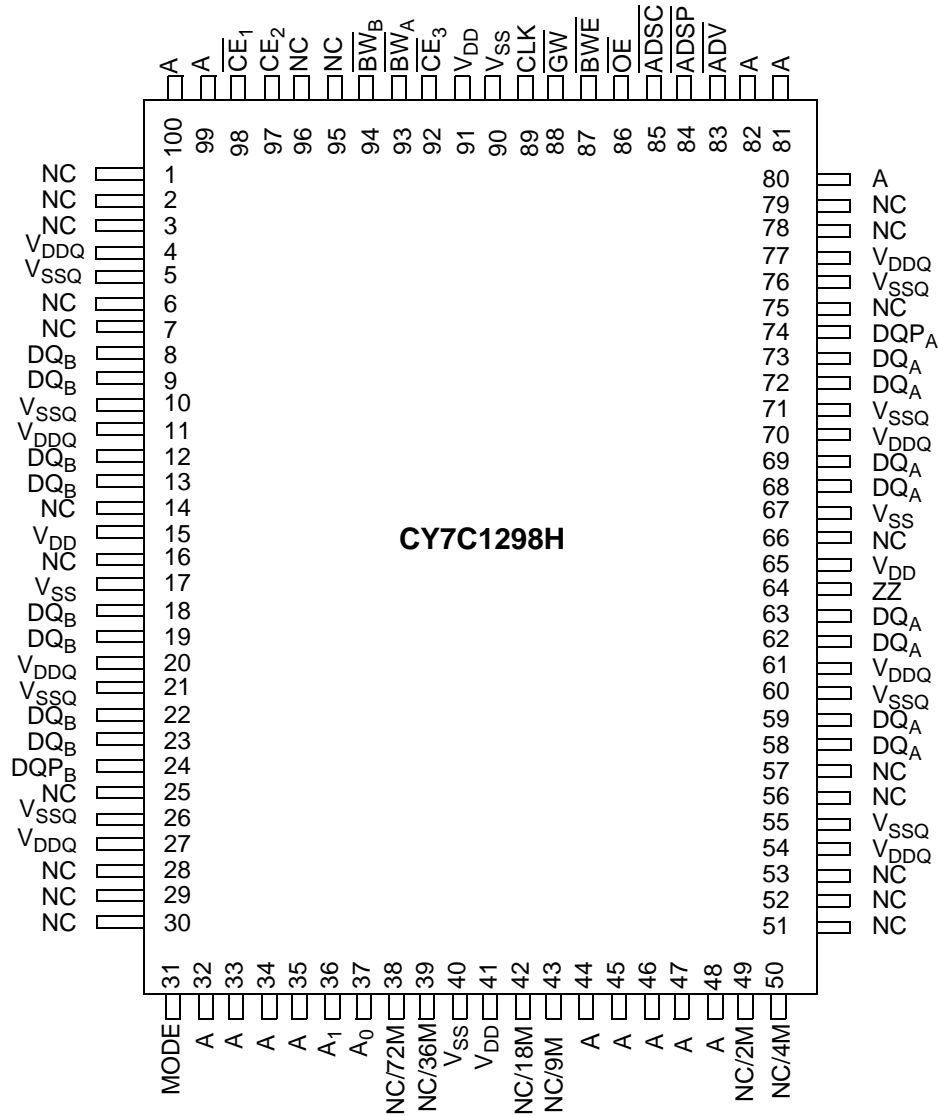 A A CE1 CE2 NC NC BWB BWA CE3 VDD VSS CLK GW BWE OE ADSC ADSP ADV A A
100 99 98 97 96 95 94 93 92 91 90 89 88 87 86 85 84 83 82 81
NC 1 80 A
NC 2 79 NC
NC 3 78 NC
VDDQ 4 77 VDDQ
VSSQ 5 76 VSSQ
NC 6 75 NC
NC 7 74 DQPA
DQB 8 73 DQA
DQB 9 72 DQA
VSSQ 10 71 VSSQ
VDDQ 11 70 VDDQ
DQB 12 69 DQA
DQB 13 68 DQA
NC 14 67 VSS
CY7C1298H
VDD 15 66 NC
NC 16 65 VDD
VSS 17 64 ZZ
DQB 18 63 DQA
DQB 19 62 DQA
VDDQ 20 61 VDDQ
VSSQ 21 60 VSSQ
DQB 22 59 DQA
DQB 23 58 DQA
DQPB 24 57 NC
NC 25 56 NC
VSSQ 26 55 VSSQ
VDDQ 27 54 VDDQ
NC 28 53 NC
NC 29 52 NC
NC 30 51 NC
31 32 33 34 35 36 37 38 39 40 41 42 43 44 45 46 47 48 49 50
MODE A A A A A1 A0 NC/72M NC/36M VSS VDD NC/18M NC/9M A A A A A NC/2M NC/4M